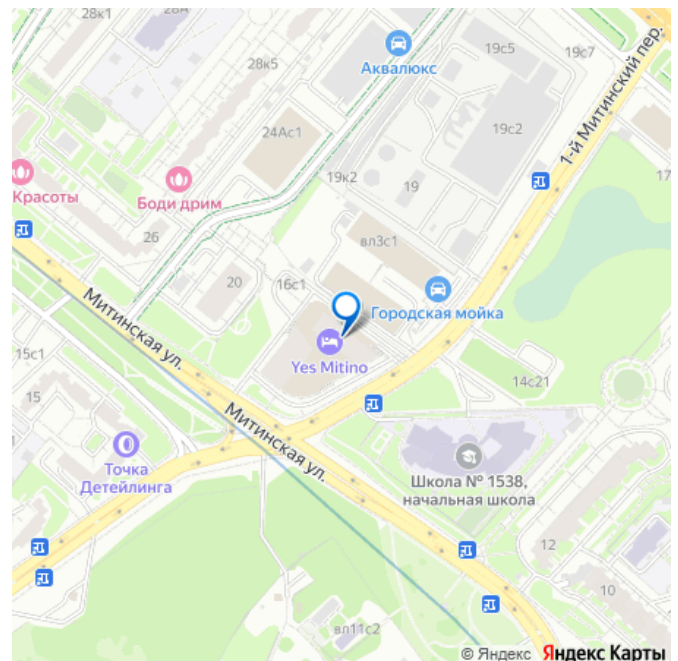 28к1
28А
19с5
19с7
Аквалюкс
28к5
1-й Митинский пер.
24Ас1
19с2
19к2
19
17
Красоты
Боди дрим
26
вл3с1
20
16с1
Городская мойка
Митинская ул.
Yes Mitino
15с1
14с21
15
Митинская ул.
Точка
Детейлинга
Школа № 1538,
начальная школа
12
10
вл11с2
© Яндекс Яндекс Карты